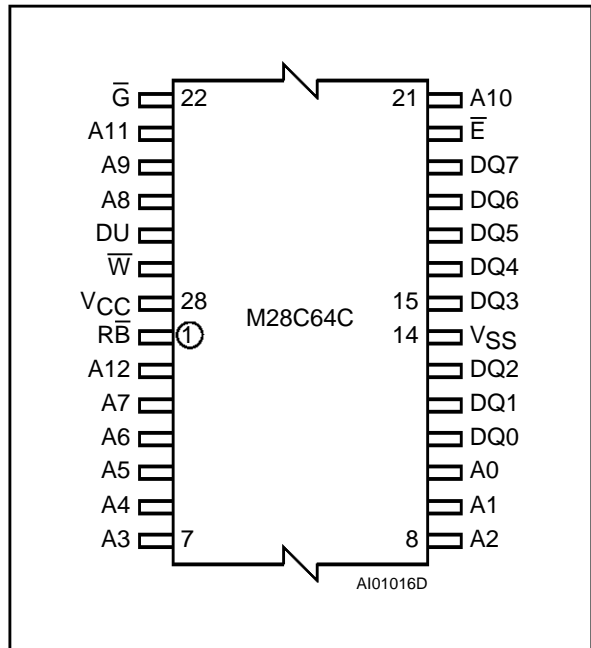 G̅ 22 21 A10
A11 E̅
A9 DQ7
A8 DQ6
DU DQ5
W̅ DQ4
VCC 28 15 DQ3
M28C64C
RB̅ 1 14 VSS
A12 DQ2
A7 DQ1
A6 DQ0
A5 A0
A4 A1
A3 7 8 A2
AI01016D